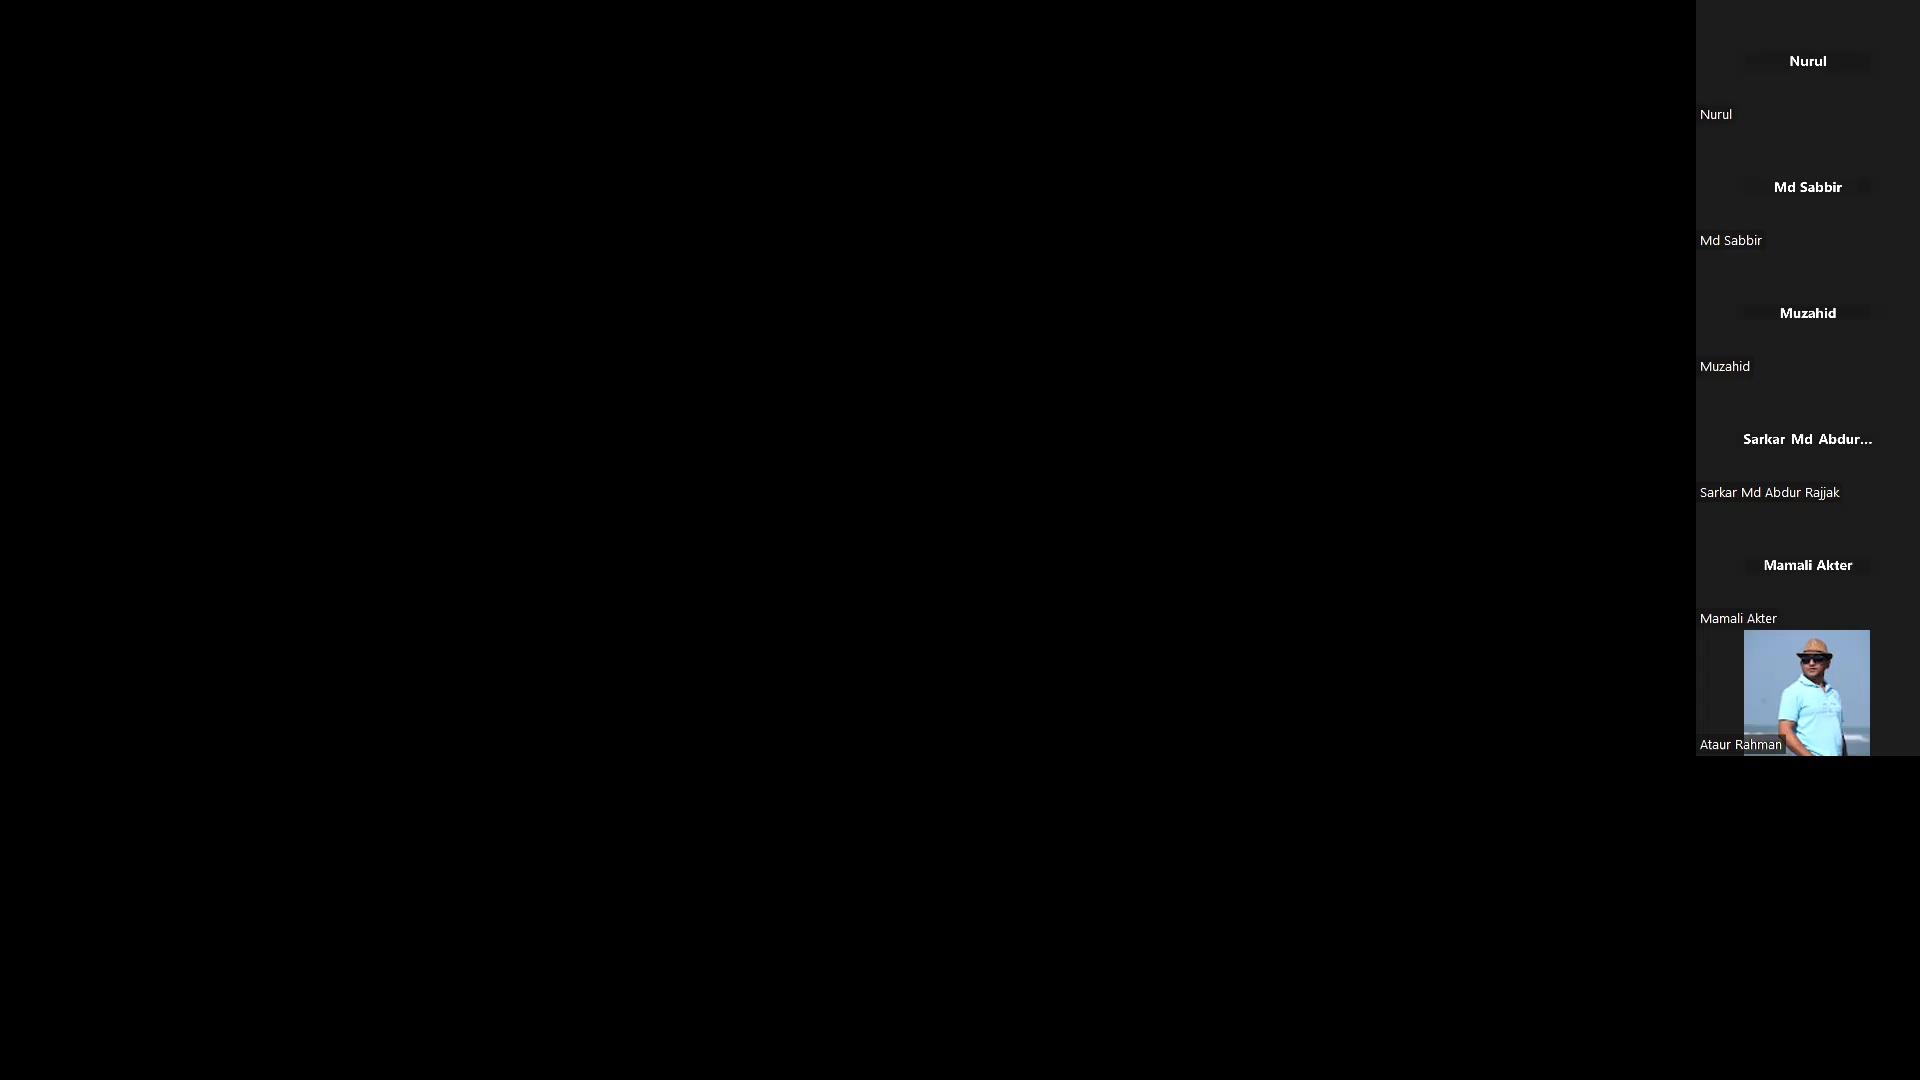 Nurul
Nurul
Md Sabbir
Md Sabbir
Muzahid
Muzahid
Sarkar Md Abdur...
Sarkar Md Abdur Rajjak
Mamali Akter
Mamali Akter
Ataur Rahman